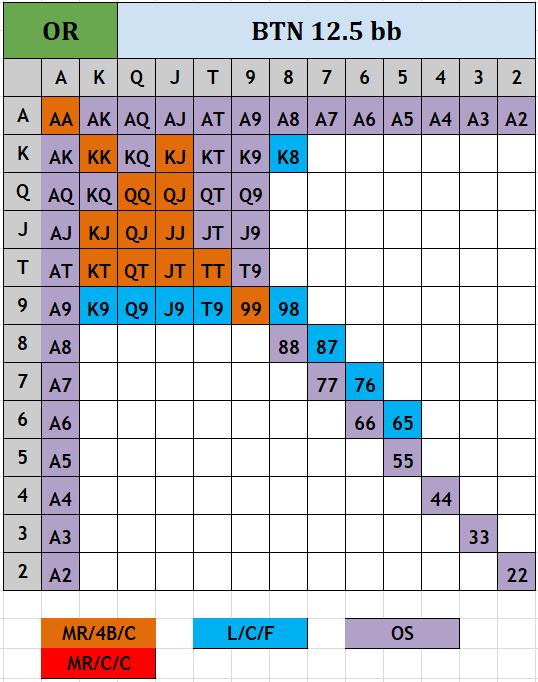 OR BTN 12.5 bb
A K Q J T 9 8 7 6 5 4 3 2
A AA AK AQ AJ AT A9 A8 A7 A6 A5 A4 A3 A2
K AK KK KQ KJ KT K9 K8
Q AQ KQ QQ QJ QT Q9
J AJ KJ QJ JJ JT J9
T AT KT QT JT TT T9
9 A9 K9 Q9 J9 T9 99 98
8 A8 88 87
7 A7 77 76
6 A6 66 65
5 A5 55
4 A4 44
3 A3 33
2 A2 22
MR/4B/C L/C/F OS
MR/C/C